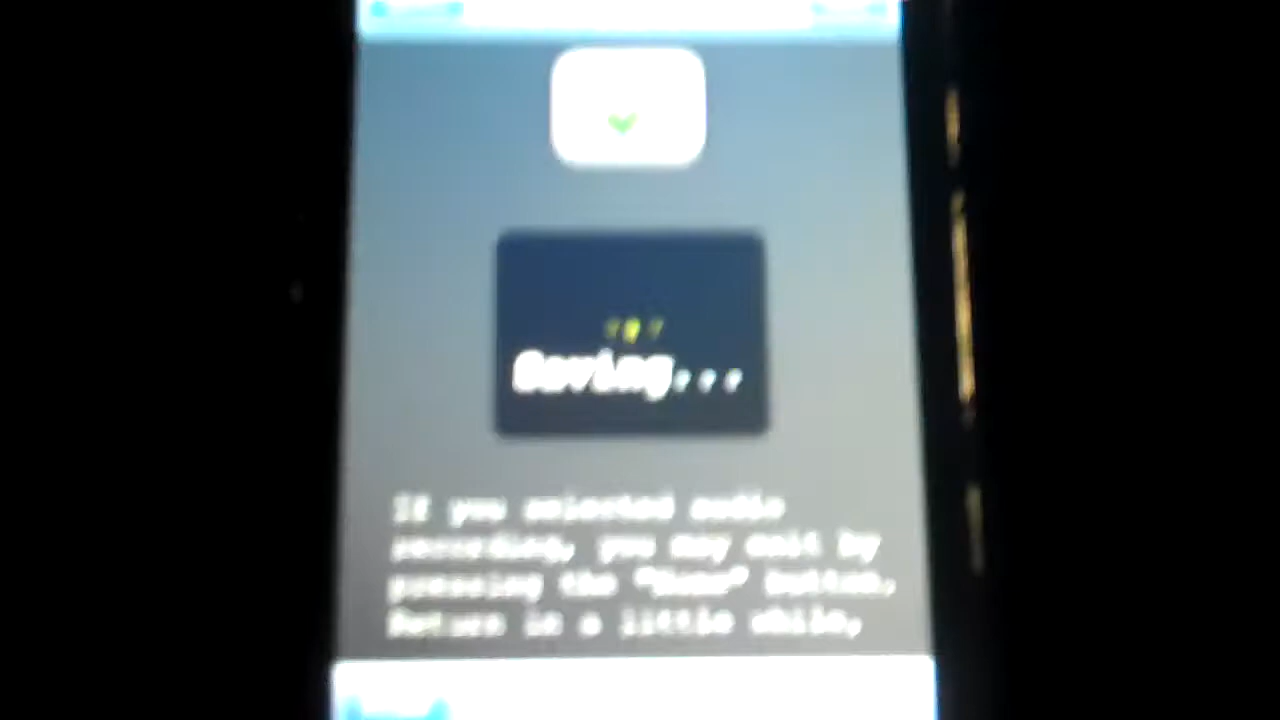 Saving...
If you selected audio
recording, you may exit by
pressing the "Home" button.
Return in a little while,